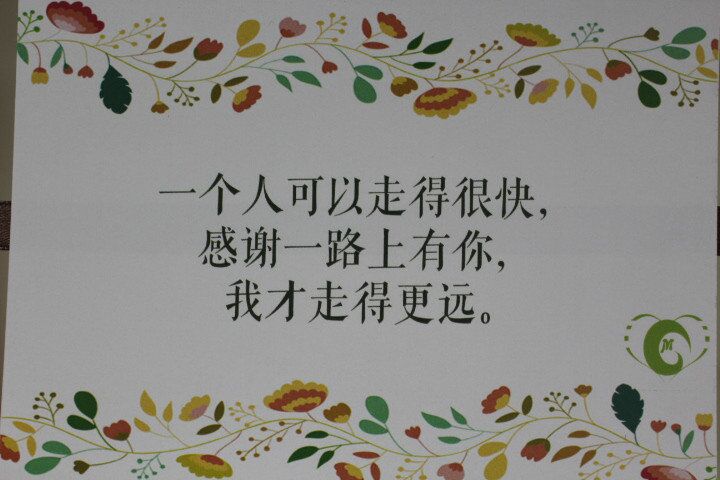 一个人可以走得很快，
感谢一路上有你，
我才走得更远。
M